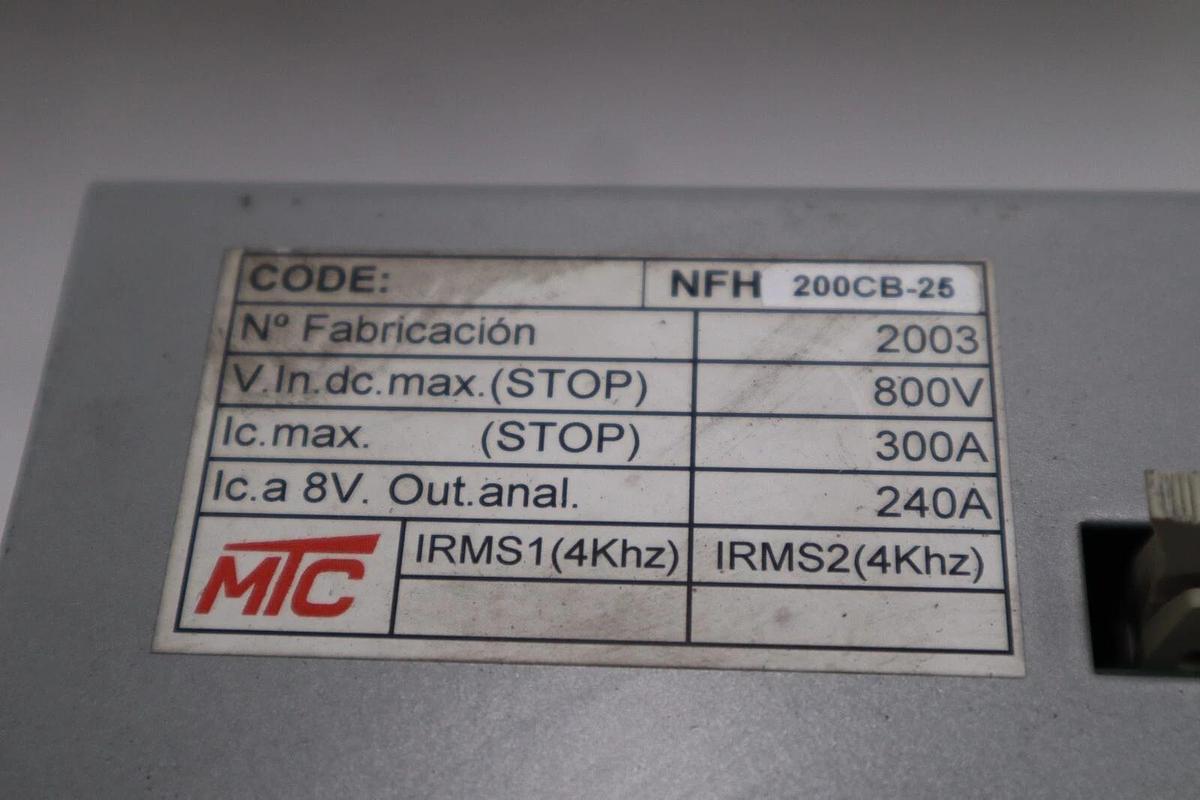 CODE: NFH 200CB-25
Nº Fabricación 2003
V.In.dc.max.(STOP) 800V
Ic.max. (STOP) 300A
Ic.a 8V. Out.anal. 240A
MTC IRMS1(4Khz) IRMS2(4Khz)